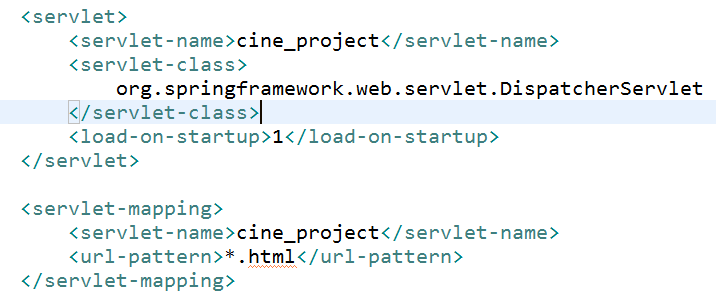 <servlet>
    <servlet-name>cine_project</servlet-name>
    <servlet-class>
        org.springframework.web.servlet.DispatcherServlet
    </servlet-class>
    <load-on-startup>1</load-on-startup>
</servlet>

<servlet-mapping>
    <servlet-name>cine_project</servlet-name>
    <url-pattern>*.html</url-pattern>
</servlet-mapping>